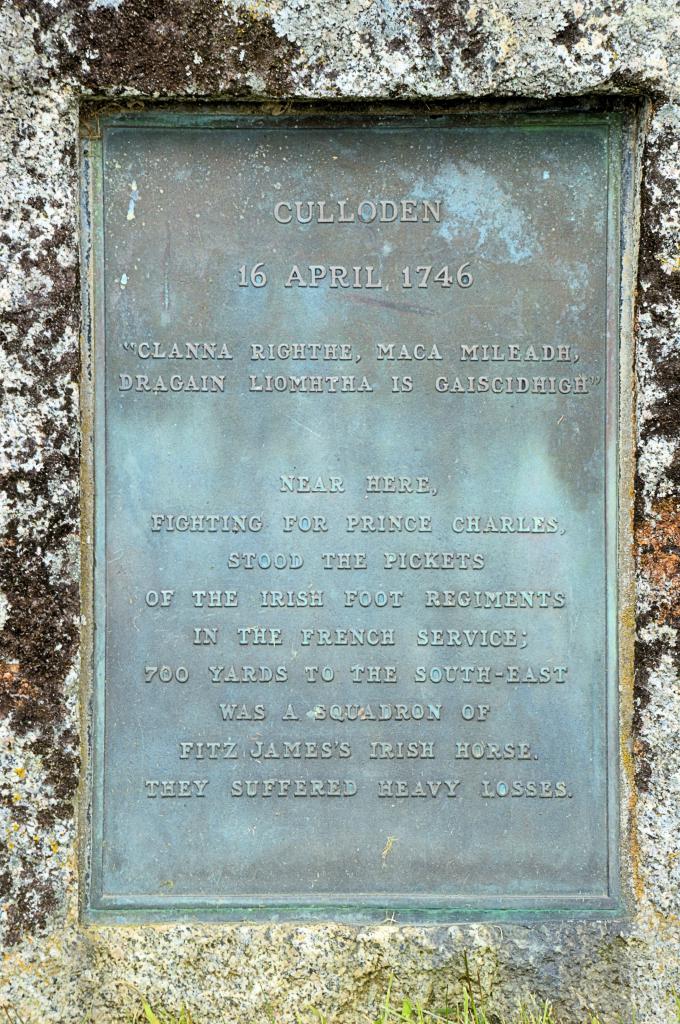 CULLODEN
16 APRIL 1746
"CLANNA RIGHTHE, MACA MILEADH,
DRAGAIN LIOMHTHA IS GAISCIDHIGH"
NEAR HERE,
FIGHTING FOR PRINCE CHARLES,
STOOD THE PICKETS
OF THE IRISH FOOT REGIMENTS
IN THE FRENCH SERVICE;
700 YARDS TO THE SOUTH-EAST
WAS A SQUADRON OF
FITZ JAMES'S IRISH HORSE.
THEY SUFFERED HEAVY LOSSES.